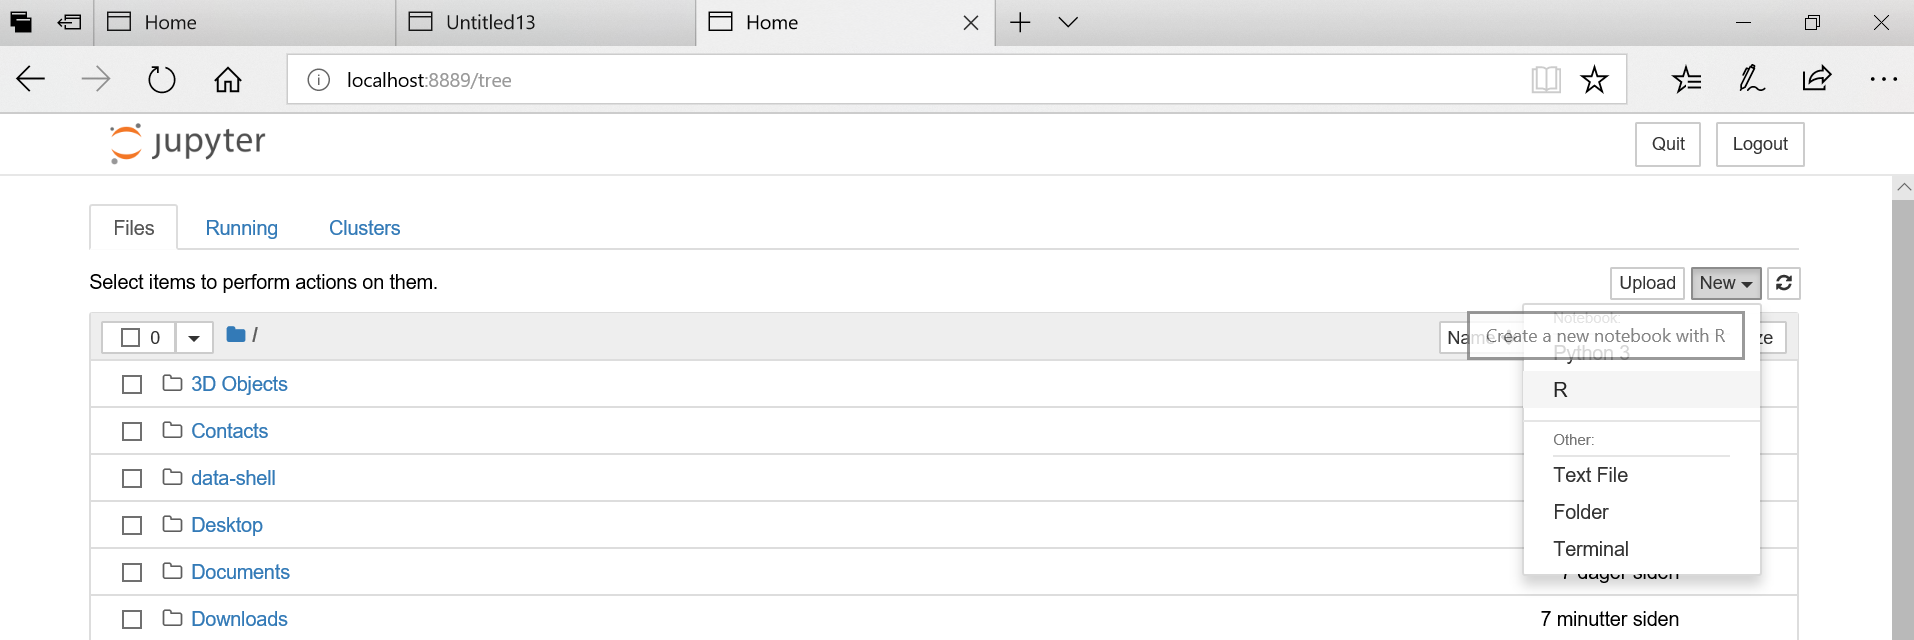 Home
Untitled13
Home
localhost:8889/tree
jupyter
Quit
Logout
Files
Running
Clusters
Select items to perform actions on them.
Upload
New
0
/
Notebook:
Create a new notebook with R
Python 3
R
3D Objects
Contacts
Other:
data-shell
Text File
Desktop
Folder
Documents
Terminal
7 dager siden
Downloads
7 minutter siden